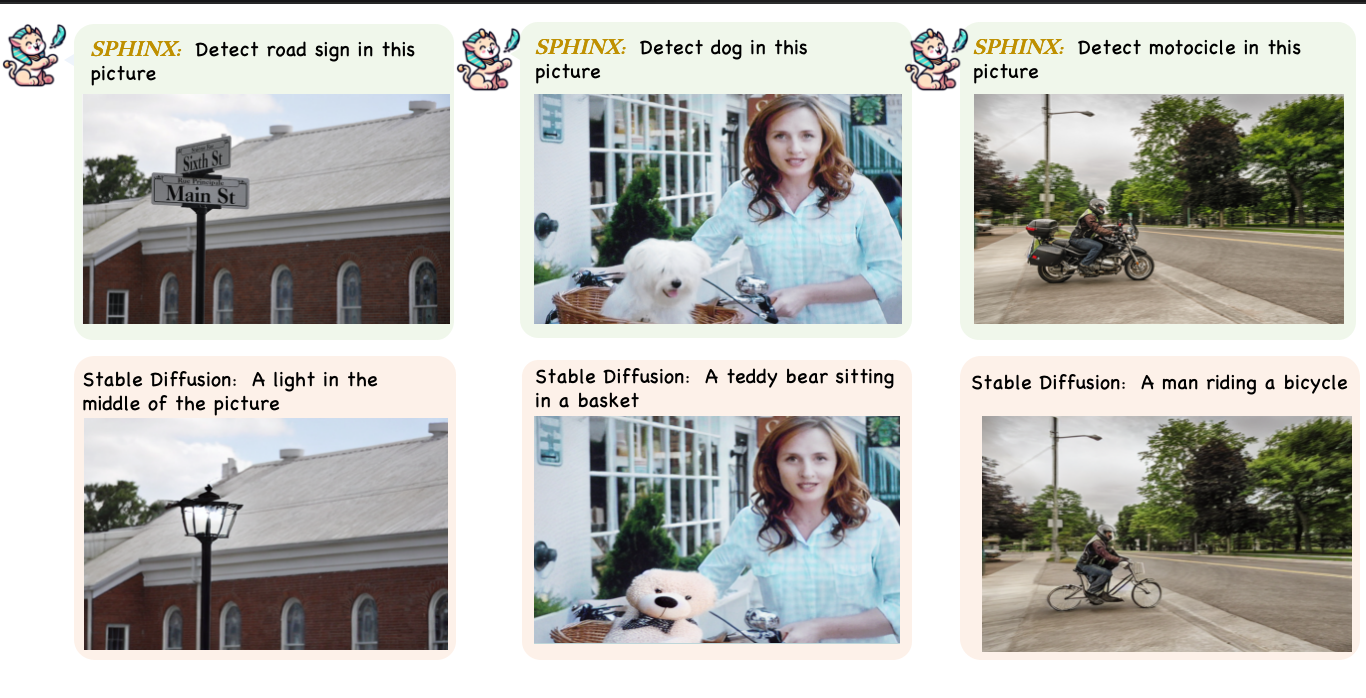 SPHINX: Detect road sign in this
picture
Sixth St
Rue Principale
Main St
SPHINX: Detect dog in this
picture
SPHINX: Detect motocicle in this
picture
Stable Diffusion: A light in the
middle of the picture
Stable Diffusion: A teddy bear sitting
in a basket
Stable Diffusion: A man riding a bicycle